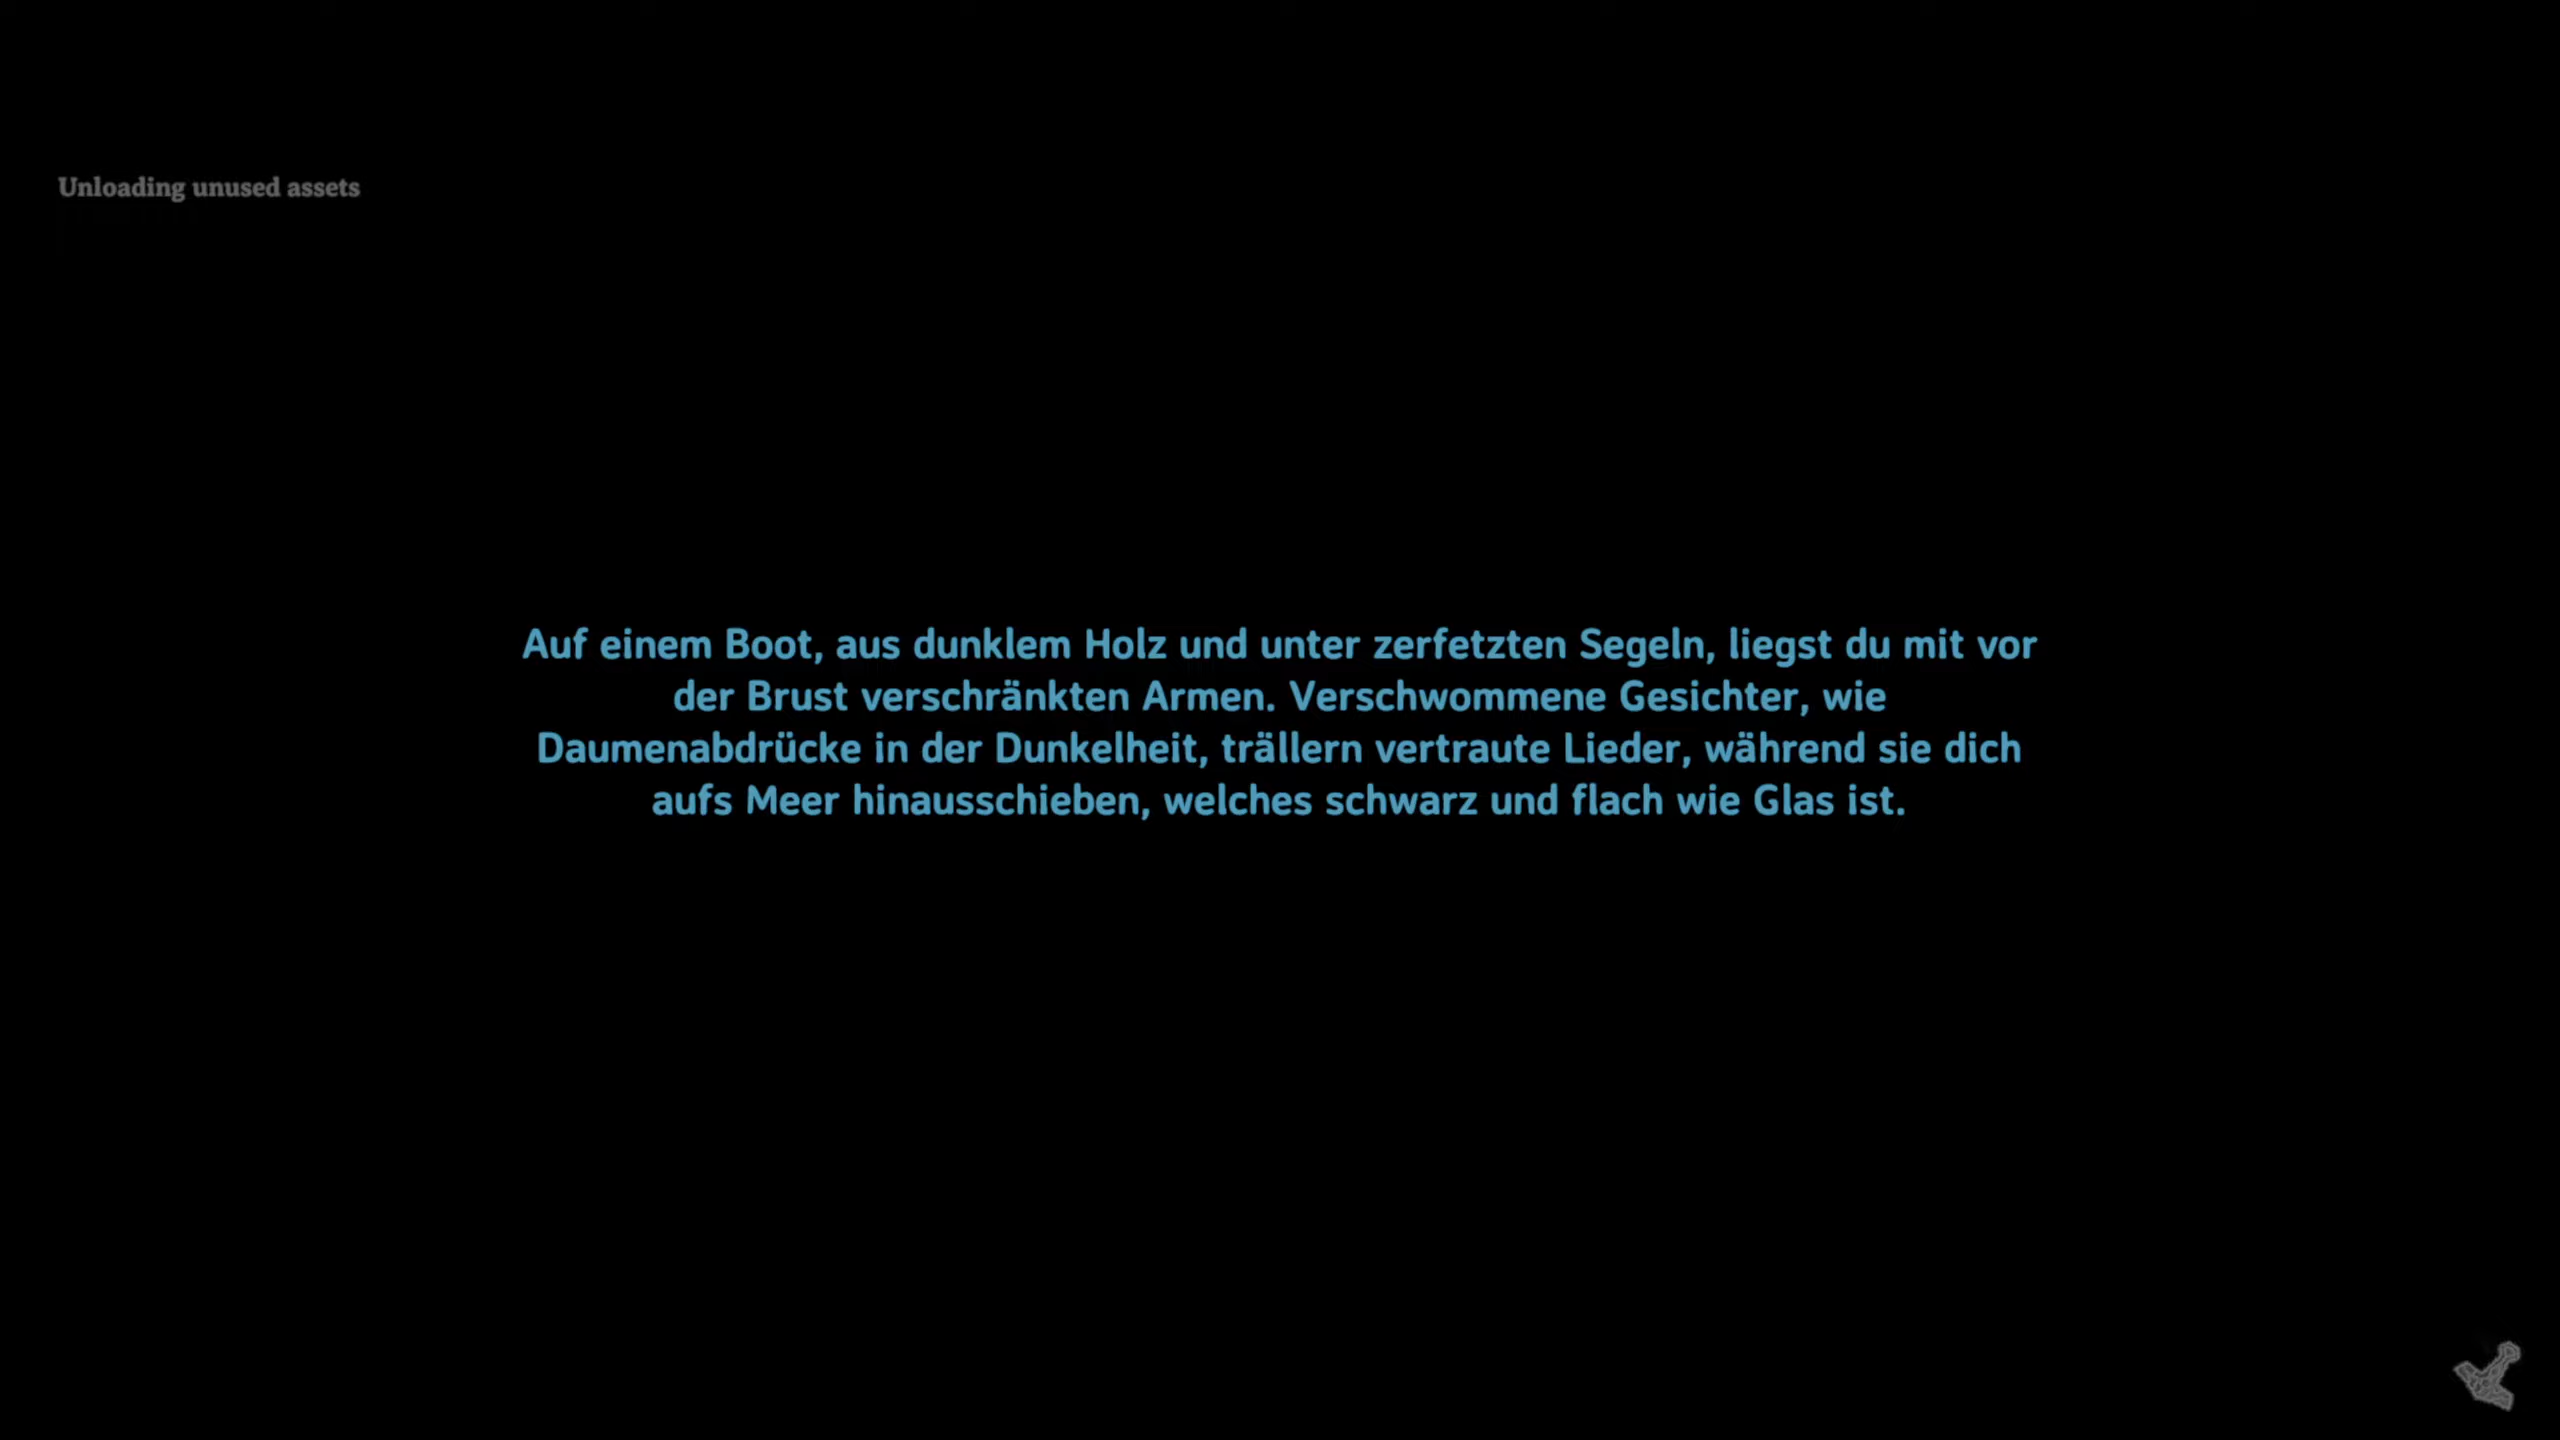 Unloading unused assets
Auf einem Boot, aus dunklem Holz und unter zerfetzten Segeln, liegst du mit vor
der Brust verschränkten Armen. Verschwommene Gesichter, wie
Daumenabdrücke in der Dunkelheit, trällern vertraute Lieder, während sie dich
aufs Meer hinausschieben, welches schwarz und flach wie Glas ist.